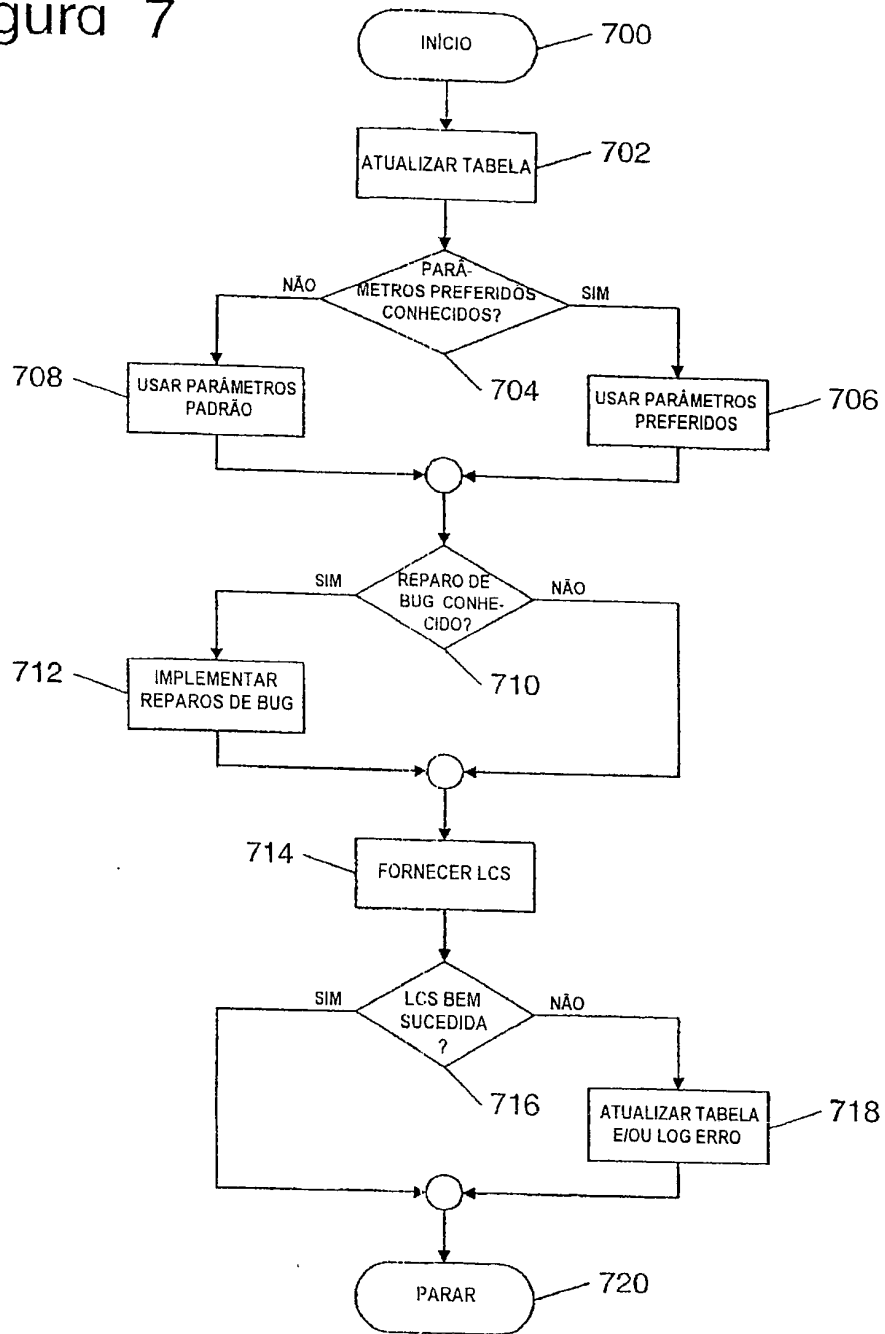 gura 7
INÍCIO
700
ATUALIZAR TABELA
702
PARÂ-
METROS PREFERIDOS
CONHECIDOS?
NÃO
SIM
704
708
USAR PARÂMETROS
PADRÃO
USAR PARÂMETROS
PREFERIDOS
706
REPARO DE
BUG CONHE-
CIDO?
SIM
NÃO
710
712
IMPLEMENTAR
REPAROS DE BUG
714
FORNECER LCS
LCS BEM
SUCEDIDA
?
SIM
NÃO
716
ATUALIZAR TABELA
E/OU LOG ERRO
718
PARAR
720